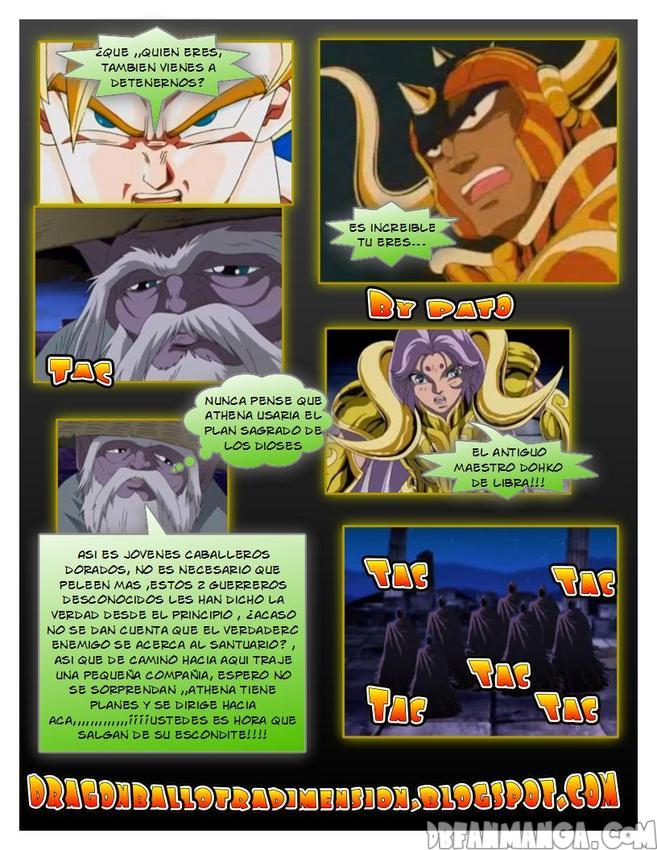 ¿QUE ,,QUIEN ERES,
TAMBIEN VIENES A
DETENERNOS?
ES INCREIBLE
TU ERES...
BY PATO
TAC
EL ANTIGUO
MAESTRO DOHKO
DE LIBRA!!!
NUNCA PENSE QUE
ATHENA USARIA EL
PLAN SAGRADO DE
LOS DIOSES
ASI ES JOVENES CABALLEROS
DORADOS, NO ES NECESARIO QUE
PELEEN MAS ,ESTOS 2 GUERREROS
DESCONOCIDOS LES HAN DICHO LA
VERDAD DESDE EL PRINCIPIO , ¿ACASO
NO SE DAN CUENTA QUE EL VERDADERO
ENEMIGO SE ACERCA AL SANTUARIO? ,
ASI QUE DE CAMINO HACIA AQUI TRAJE
UNA PEQUEÑA COMPAÑIA, ESPERO NO
SE SORPRENDAN ,,ATHENA TIENE
PLANES Y SE DIRIGE HACIA
ACA,,,,,,,,,,,,,¡¡¡¡USTEDES ES HORA QUE
SALGAN DE SU ESCONDITE!!!!
TAC
TAC
TAC
TAC
TAC
DRAGONBALLOTRADIMENSION.BLOGSPOT.COM
DBFANMANGA.COM